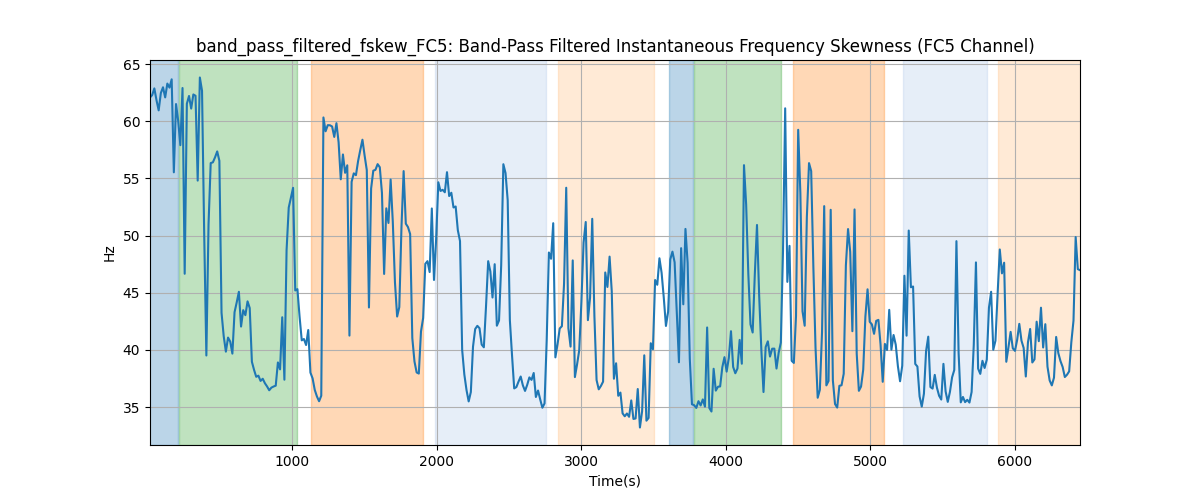 band_pass_filtered_fskew_FC5: Band-Pass Filtered Instantaneous Frequency Skewness (FC5 Channel)
65
60
55
50
45
40
35
Hz
1000 2000 3000 4000 5000 6000
Time(s)